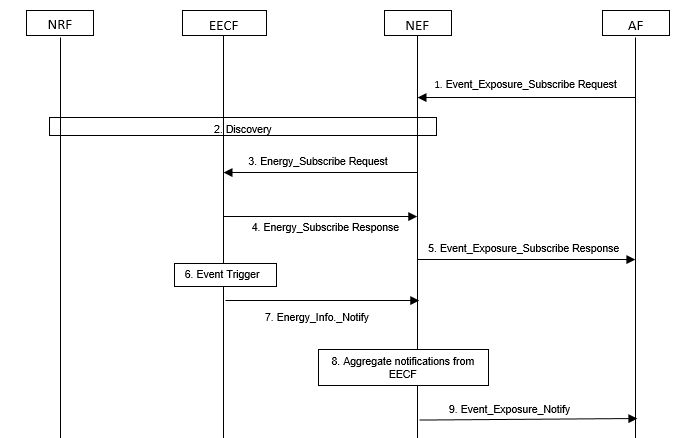 NRF
EECF
NEF
AF
1. Event_Exposure_Subscribe Request
2. Discovery
3. Energy_Subscribe Request
4. Energy_Subscribe Response
5. Event_Exposure_Subscribe Response
6. Event Trigger
7. Energy_Info._Notify
8. Aggregate notifications from
EECF
9. Event_Exposure_Notify